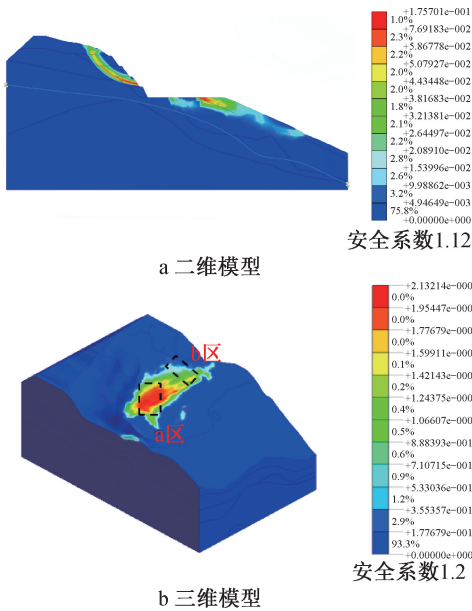 +1.75701e-001
1.0%
+7.69183e-002
2.3%
+5.86778e-002
2.2%
+5.07927e-002
2.0%
+4.43448e-002
2.0%
+3.81683e-002
1.8%
+3.21381e-002
2.1%
+2.64497e-002
2.2%
+2.08910e-002
2.8%
+1.53996e-002
2.6%
+9.98862e-003
3.2%
+4.94649e-003
75.8%
+0.00000e+000
安全系数1.12
a 二维模型
b区
a区
+2.13214e-000
0.0%
+1.95447e-000
0.0%
+1.77679e-000
0.0%
+1.59911e-000
0.1%
+1.42143e-000
0.2%
+1.24375e-000
0.4%
+1.06607e-000
0.5%
+8.88393e-001
0.6%
+7.10715e-001
0.9%
+5.33036e-001
1.2%
+3.55357e-001
2.9%
+1.77679e-001
93.3%
+0.00000e+000
安全系数1.2
b 三维模型